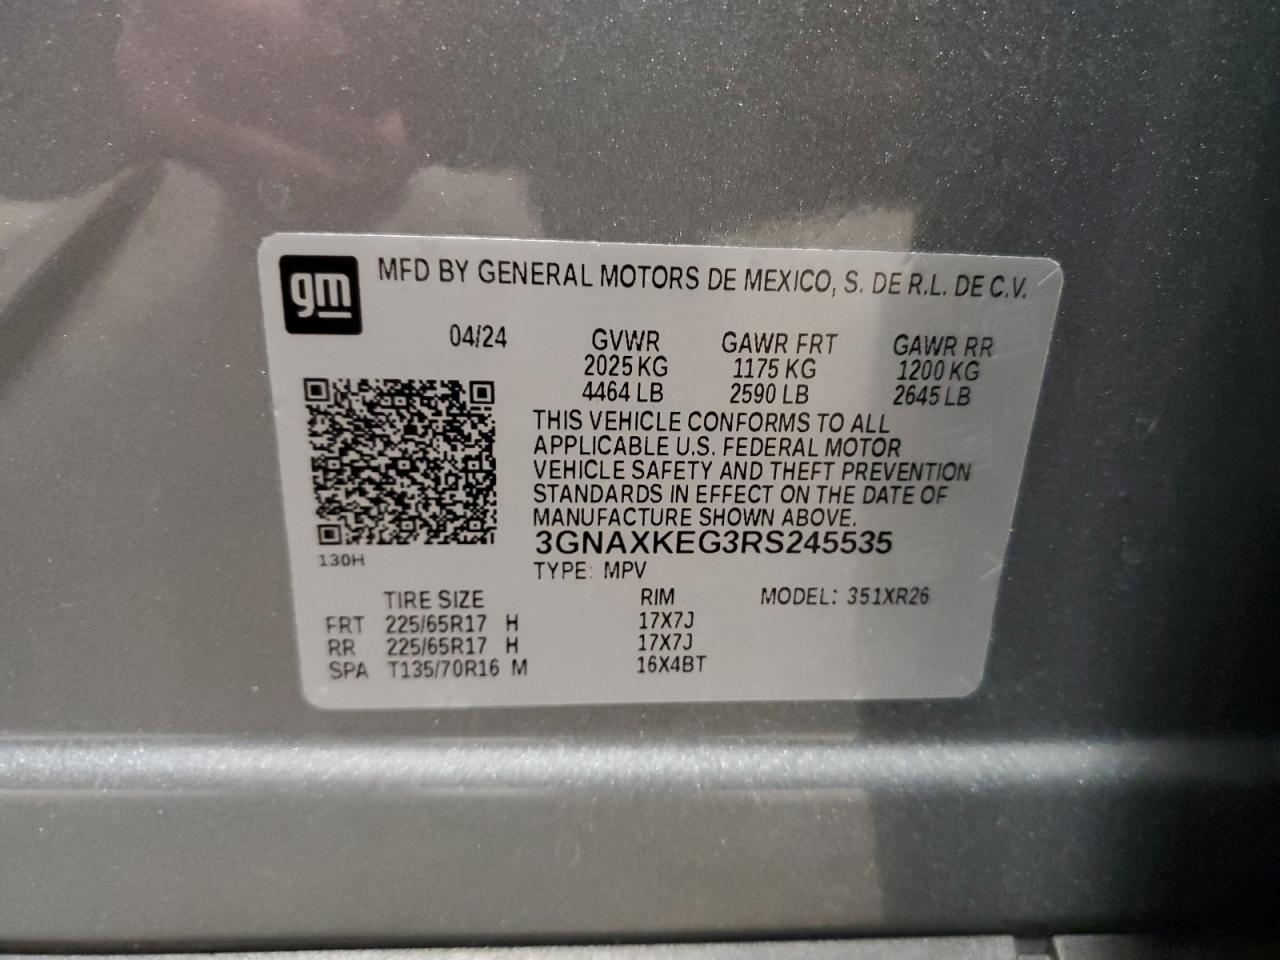 gm MFD BY GENERAL MOTORS DE MEXICO, S. DE R.L. DE C.V.
04/24 GVWR GAWR FRT GAWR RR
2025 KG 1175 KG 1200 KG
4464 LB 2590 LB 2645 LB
THIS VEHICLE CONFORMS TO ALL
APPLICABLE U.S. FEDERAL MOTOR
VEHICLE SAFETY AND THEFT PREVENTION
STANDARDS IN EFFECT ON THE DATE OF
MANUFACTURE SHOWN ABOVE.
3GNAXKEG3RS245535
130H
TYPE: MPV
TIRE SIZE RIM MODEL: 351XR26
FRT 225/65R17 H 17X7J
RR 225/65R17 H 17X7J
SPA T135/70R16 M 16X4BT